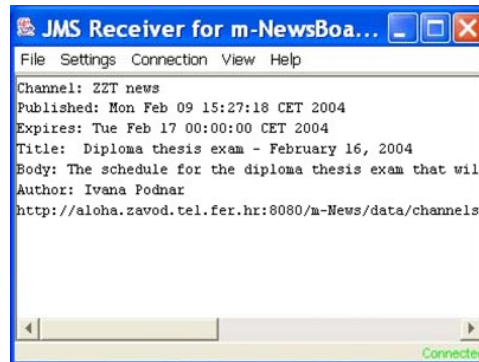 JMS Receiver for m-NewsBoa...
File Settings Connection View Help
Channel: ZZT news
Published: Mon Feb 09 15:27:18 CET 2004
Expires: Tue Feb 17 00:00:00 CET 2004
Title:  Diploma thesis exam - February 16, 2004
Body: The schedule for the diploma thesis exam that wil
Author: Ivana Podnar
http://aloha.zavod.tel.fer.hr:8080/m-News/data/channels
Connected